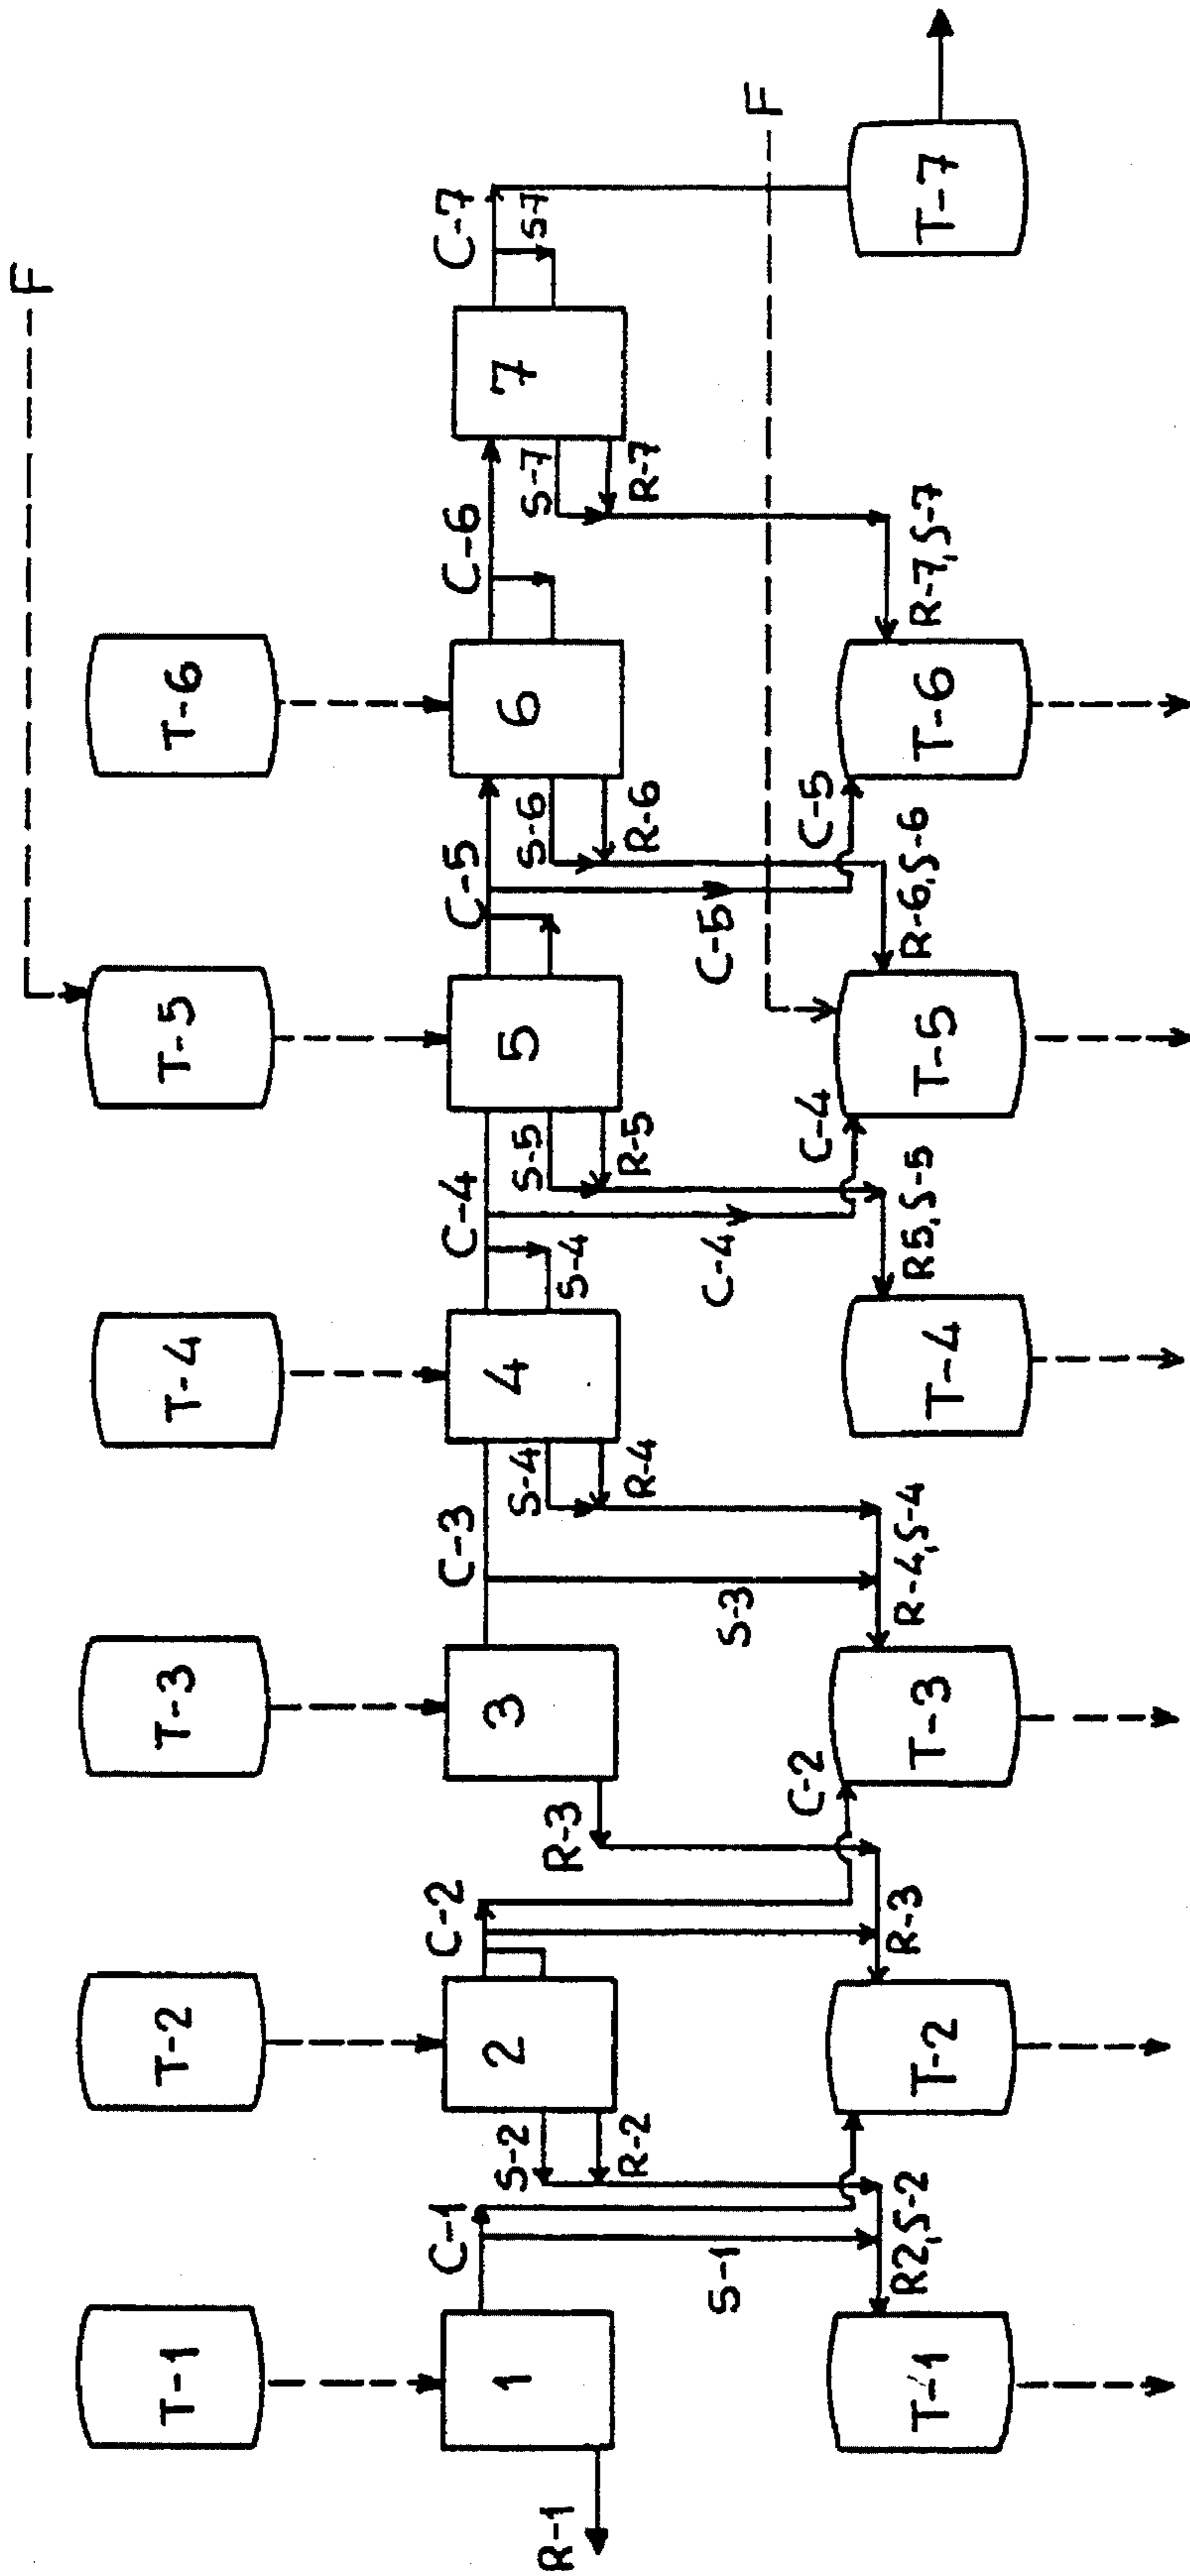 F
T-1
T-2
T-3
T-4
T-5
T-6
C-1
C-2
C-3
C-4
C-5
C-6
C-7
1
2
3
4
5
6
7
S-2
S-4
S-5
S-6
S-7
S-7
R-1
R-3
S-4
R-2
R-4
R-5
R-6
R-7
S-1
S-3
C-4
C-5
F
C-2
C-4
C-5
T-1
T-2
T-3
T-4
T-5
T-6
T-7
R2,S-2
R-3
R-4,S-4
R5,S-5
R-6,S-6
R-7,S-7